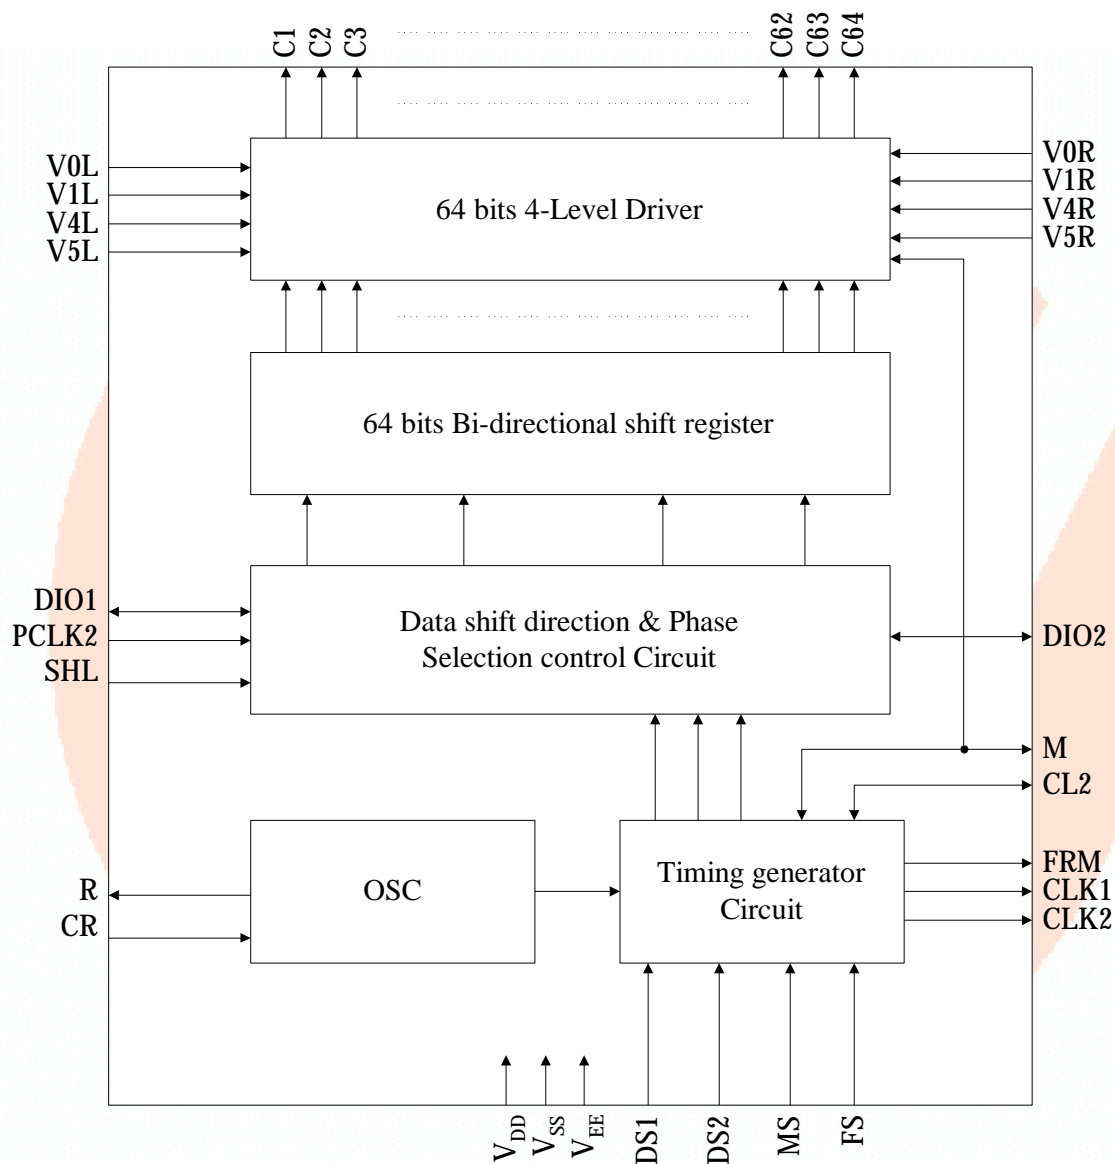 C1 C2 C3 C62 C63 C64
V0L
V1L
V4L
V5L
64 bits 4-Level Driver
V0R
V1R
V4R
V5R
64 bits Bi-directional shift register
DIO1
PCLK2
SHL
Data shift direction & Phase
Selection control Circuit
DIO2
M
CL2
R
CR
OSC
Timing generator
Circuit
FRM
CLK1
CLK2
VDD VSS VEE DS1 DS2 MS FS